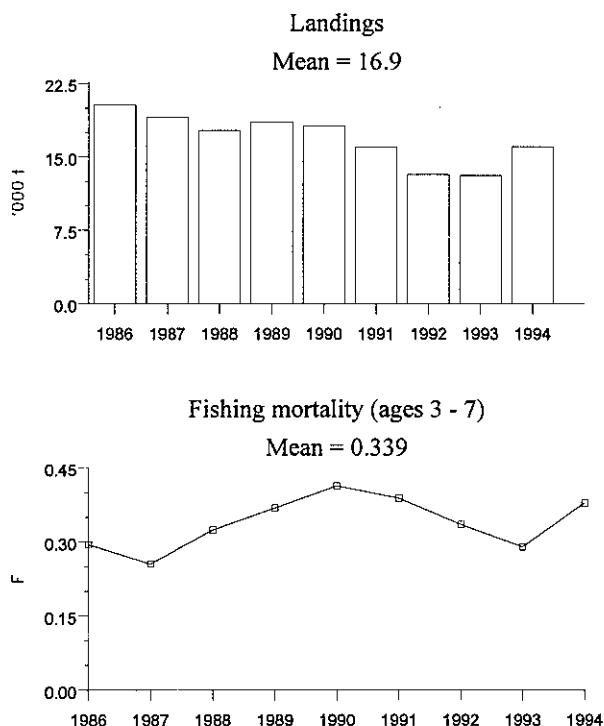 Landings
Mean = 16.9
22.5
15.0
7.5
0.0
'000 t
1986 1987 1988 1989 1990 1991 1992 1993 1994
Fishing mortality (ages 3 - 7)
Mean = 0.339
0.45
0.30
0.15
0.00
F
1986 1987 1988 1989 1990 1991 1992 1993 1994